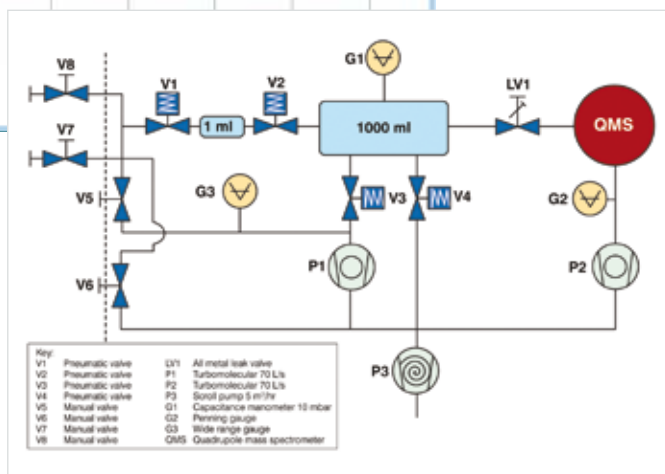 V8
G1
V1
V2
LV1
1 ml
1000 ml
QMS
V7
V5
G3
V3
V4
G2
P1
P2
V6
P3
Key:
V1 Pneumatic valve LV1 All metal leak valve
V2 Pneumatic valve P1 Turbomolecular 70 L/s
V3 Pneumatic valve P2 Turbomolecular 70 L/s
V4 Pneumatic valve P3 Scroll pump 5 m³/hr
V5 Manual valve G1 Capacitance manometer 10 mbar
V6 Manual valve G2 Penning gauge
V7 Manual valve G3 Wide range gauge
V8 Manual valve QMS Quadrupole mass spectrometer